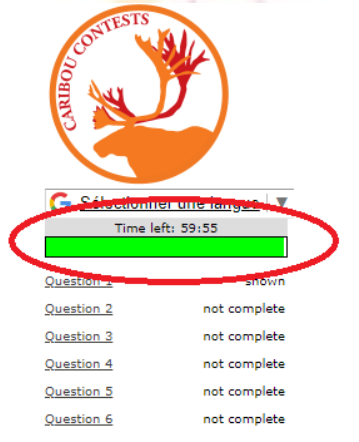 CARIBOU CONTESTS
G Sélectionner une langue ▼
Time left: 59:55
Question 1 shown
Question 2 not complete
Question 3 not complete
Question 4 not complete
Question 5 not complete
Question 6 not complete